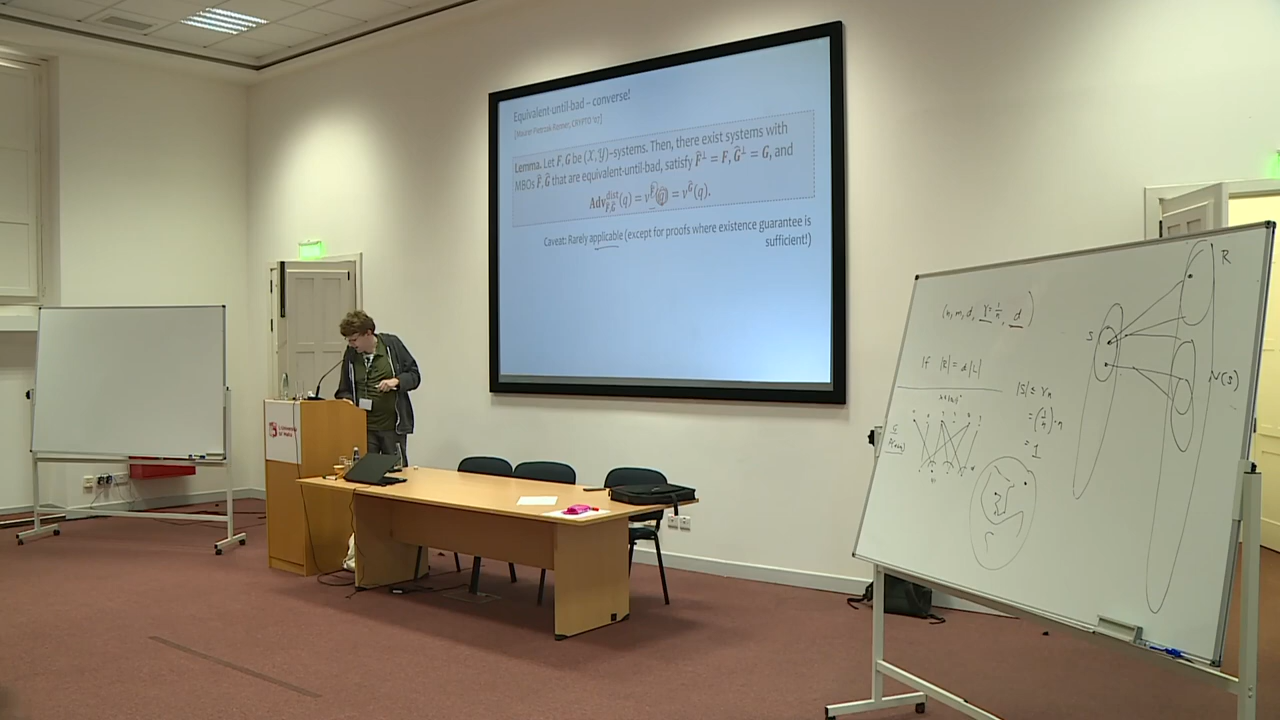 Equivalent-until-bad – converse!
[Maurer-Pietrzak-Renner, CRYPTO '07]
Lemma. Let F, G be (X, Y)–systems. Then, there exist systems with
MBOs F̂, Ĝ that are equivalent-until-bad, satisfy F̂⊥ = F, Ĝ⊥ = G, and
= ν^Ĝ(q).
Caveat: Rarely applicable (except for proofs where existence guarantee is
sufficient!)
If |R| = d|L|
|S| ≤ γn
= (1/n)·n
= 1
S
R
N(S)